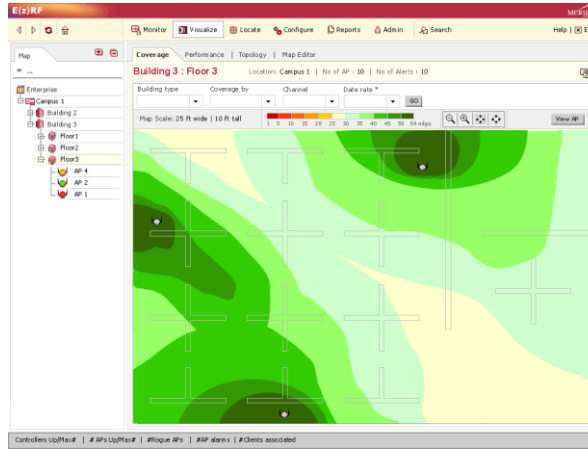 E(z)RF
MERU
Monitor Visualize Locate Configure Reports Admin Search Help | E
Map
...
Coverage | Performance | Topology | Map Editor
Building 3 : Floor 3 Location: Campus 1 | No of AP : 10 | No of Alerts : 10
Enterprise
Campus 1
Building 2
Building 3
Floor1
Floor2
Floor3
AP 4
AP 2
AP 1
Building type Coverage by Channel Date rate *
GO
Map Scale: 25 ft wide | 10 ft tall
1 5 10 15 20 25 30 35 40 45 50 54 mbps
View AP
Controllers Up/Max# | # APs Up/Max# | #Rogue APs | #AP alarms | #Clients associated